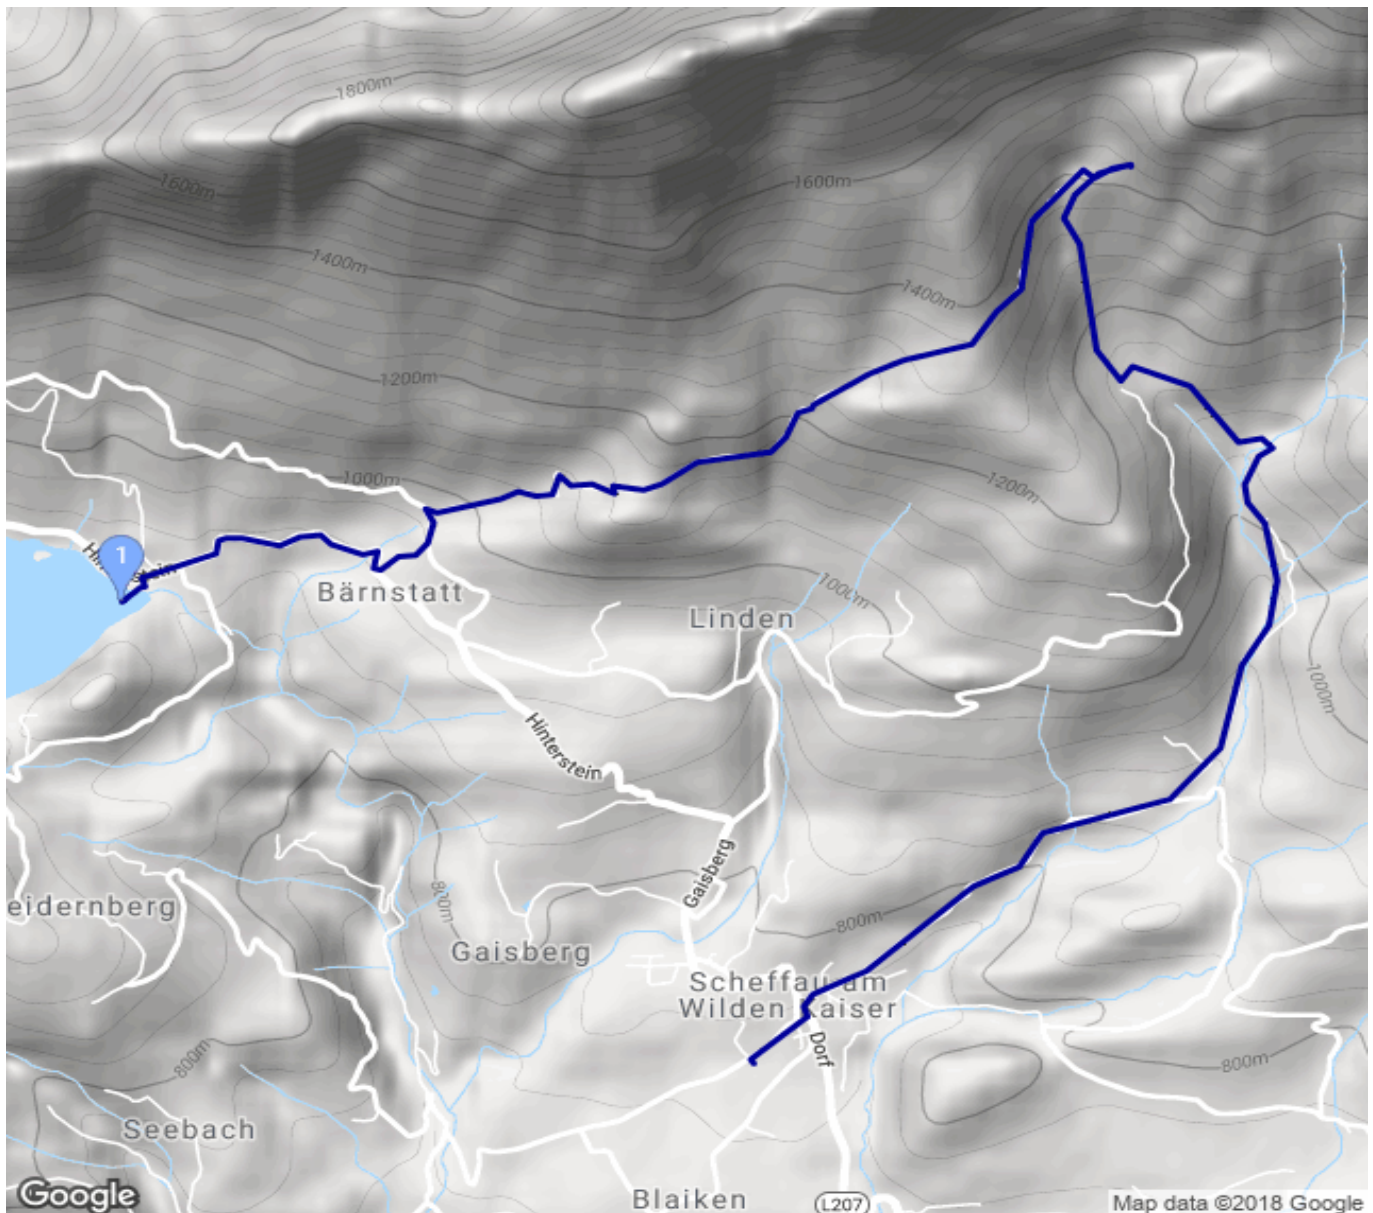 1800m
1600m
1600m
1400m
1400m
1200m
1000m
1200m
1
Bärnstatt
1000m
Linden
1000m
Hinterstein
Gaisberg
800m
eidernberg
800m
Gaisberg
Scheffau am
Wilden Kaiser
Dorf
800m
800m
Seebach
Blaiken
L207
Google
Map data ©2018 Google